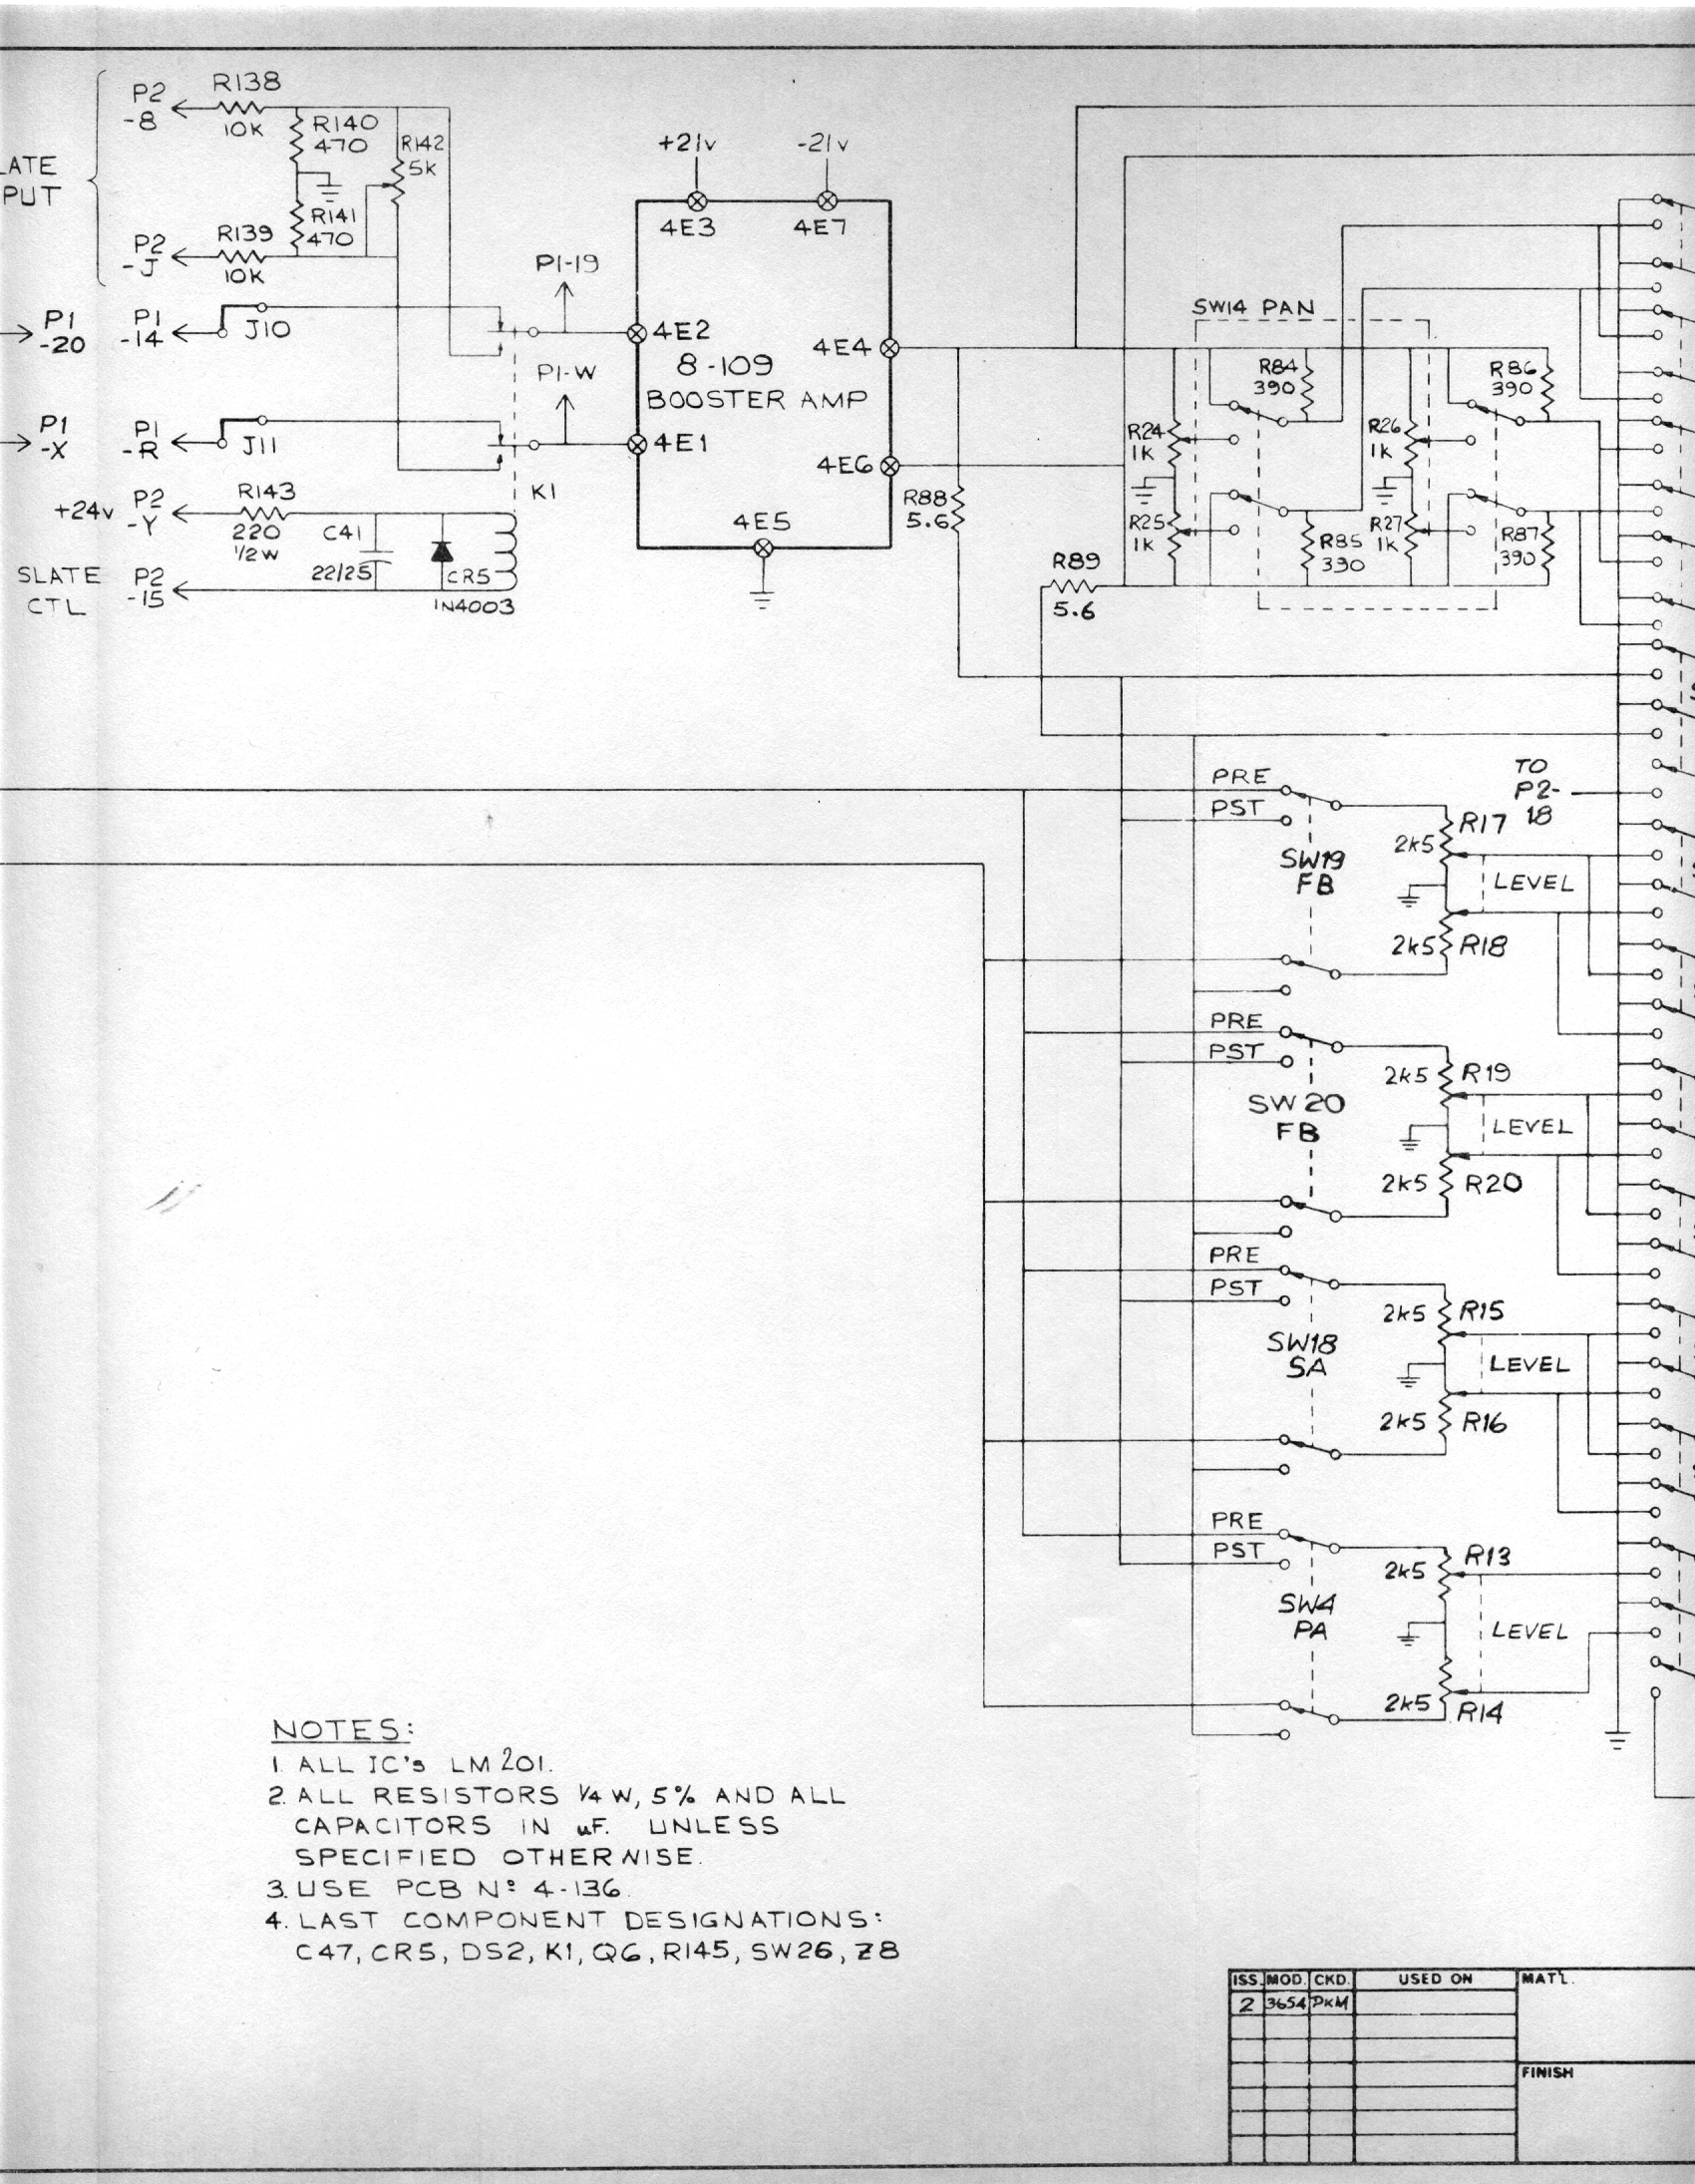 R138
P2
-8
10K
R140
470
R142
5K
LATE
PUT
R141
470
R139
P2
-J
10K
P1
-20
P1
-14
J10
P1
-X
P1
-R
J11
K1
+24v
P2
-Y
R143
220
1/2W
C41
22/25
CR5
1N4003
SLATE
CTL
P2
-15
P1-19
P1-W
+21v
-21v
4E3
4E7
4E2
8-109
BOOSTER AMP
4E1
4E4
4E6
4E5
R88
5.6
R89
5.6
SW14 PAN
R84
390
R86
390
R24
1K
R26
1K
R25
1K
R27
1K
R85
390
R87
390
TO
P2-
18
PRE
PST
SW19
FB
2k5
R17
LEVEL
2k5
R18
PRE
PST
SW20
FB
2k5
R19
LEVEL
2k5
R20
PRE
PST
SW18
SA
2k5
R15
LEVEL
2k5
R16
PRE
PST
SW4
PA
2k5
R13
LEVEL
2k5
R14
NOTES:
1. ALL IC's LM201.
2. ALL RESISTORS 1/4 W, 5% AND ALL
CAPACITORS IN uF. UNLESS
SPECIFIED OTHERWISE.
3. USE PCB Nº 4-136.
4. LAST COMPONENT DESIGNATIONS:
C47, CR5, DS2, K1, Q6, R145, SW26, Z8
ISS. MOD. CKD. USED ON MAT'L.
2 3654 PKM
FINISH